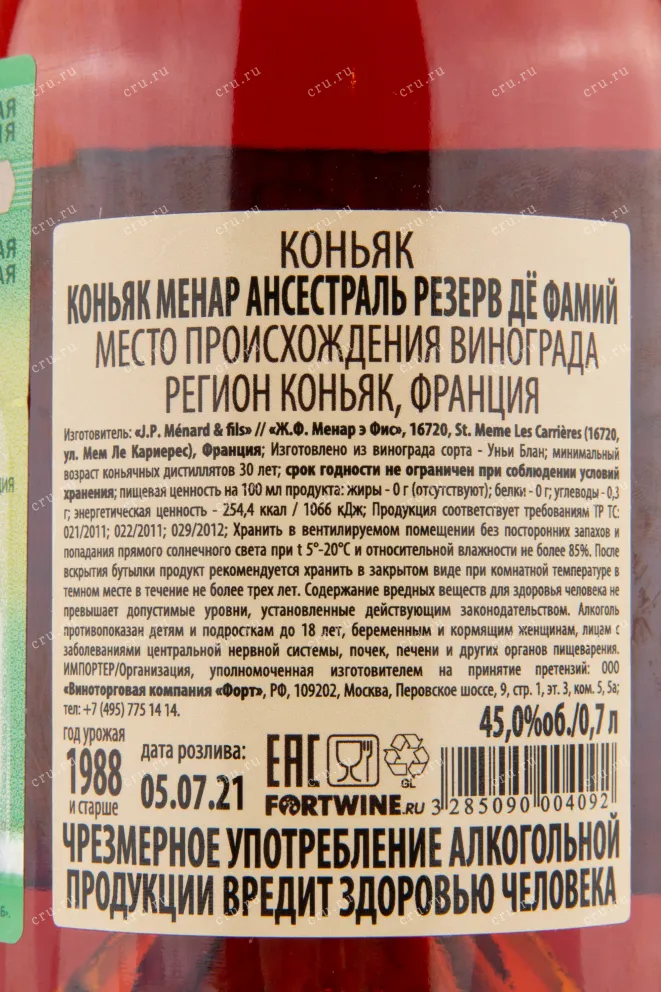 КОНЬЯК
КОНЬЯК МЕНАР АНСЕСТРАЛЬ РЕЗЕРВ ДЁ ФАМИЙ
МЕСТО ПРОИСХОЖДЕНИЯ ВИНОГРАДА
РЕГИОН КОНЬЯК, ФРАНЦИЯ
Изготовитель: «J.P. Ménard & fils» // «Ж.Ф. Менар э Фис», 16720, St. Meme Les Carrières (16720,
ул. Мем Ле Кариерес), Франция; Изготовлено из винограда сорта - Уньи Блан; минимальный
возраст коньячных дистиллятов 30 лет; срок годности не ограничен при соблюдении условий
хранения; пищевая ценность на 100 мл продукта: жиры - 0 г (отсутствуют); белки - 0 г; углеводы - 0,3
г; энергетическая ценность - 254,4 ккал / 1066 кДж; Продукция соответствует требованиям ТР ТС:
021/2011; 022/2011; 029/2012; Хранить в вентилируемом помещении без посторонних запахов и
попадания прямого солнечного света при t 5°-20°C и относительной влажности не более 85%. После
вскрытия бутылки продукт рекомендуется хранить в закрытом виде при комнатной температуре в
темном месте в течение не более трех лет. Содержание вредных веществ для здоровья человека не
превышает допустимые уровни, установленные действующим законодательством. Алкоголь
противопоказан детям и подросткам до 18 лет, беременным и кормящим женщинам, лицам с
заболеваниями центральной нервной системы, почек, печени и других органов пищеварения.
ИМПОРТЕР/Организация, уполномоченная изготовителем на принятие претензий: ООО
«Виноторговая компания «Форт», РФ, 109202, Москва, Перовское шоссе, 9, стр. 1, эт. 3, ком. 5, 5а;
тел: +7 (495) 775 14 14.
45,0%об./0,7 л
год урожая
1988
и старше
дата розлива:
05.07.21
EAC
GL
FORTWINE.RU
3 285090 004092
ЧРЕЗМЕРНОЕ УПОТРЕБЛЕНИЕ АЛКОГОЛЬНОЙ
ПРОДУКЦИИ ВРЕДИТ ЗДОРОВЬЮ ЧЕЛОВЕКА
cru.ru